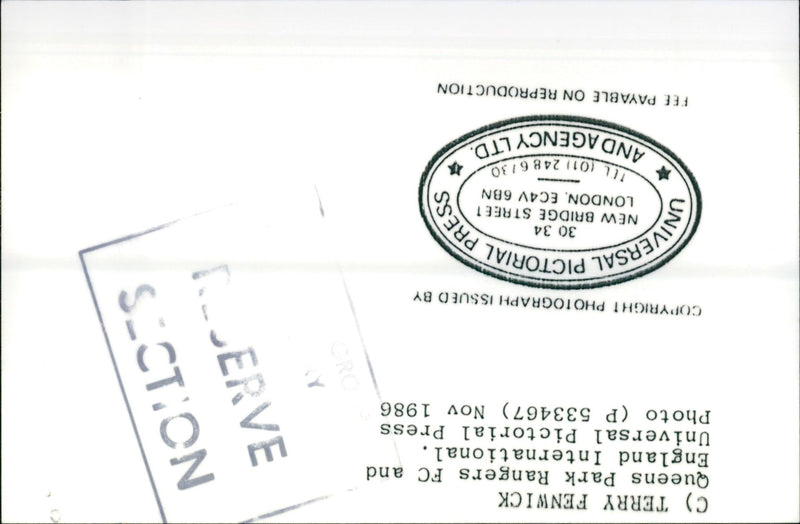 C) TERRY FENWICK
Queens Park Rangers FC and
England International.
Universal Pictorial Press
Photo (P 533467) Nov 1986
COPYRIGHT PHOTOGRAPH ISSUED BY
UNIVERSAL PICTORIAL PRESS
30 34
NEW BRIDGE STREET
LONDON, EC4V 6BN
TEL (01) 248 6730
AND AGENCY LTD.
FEE PAYABLE ON REPRODUCTION
RESERVE
SECTION